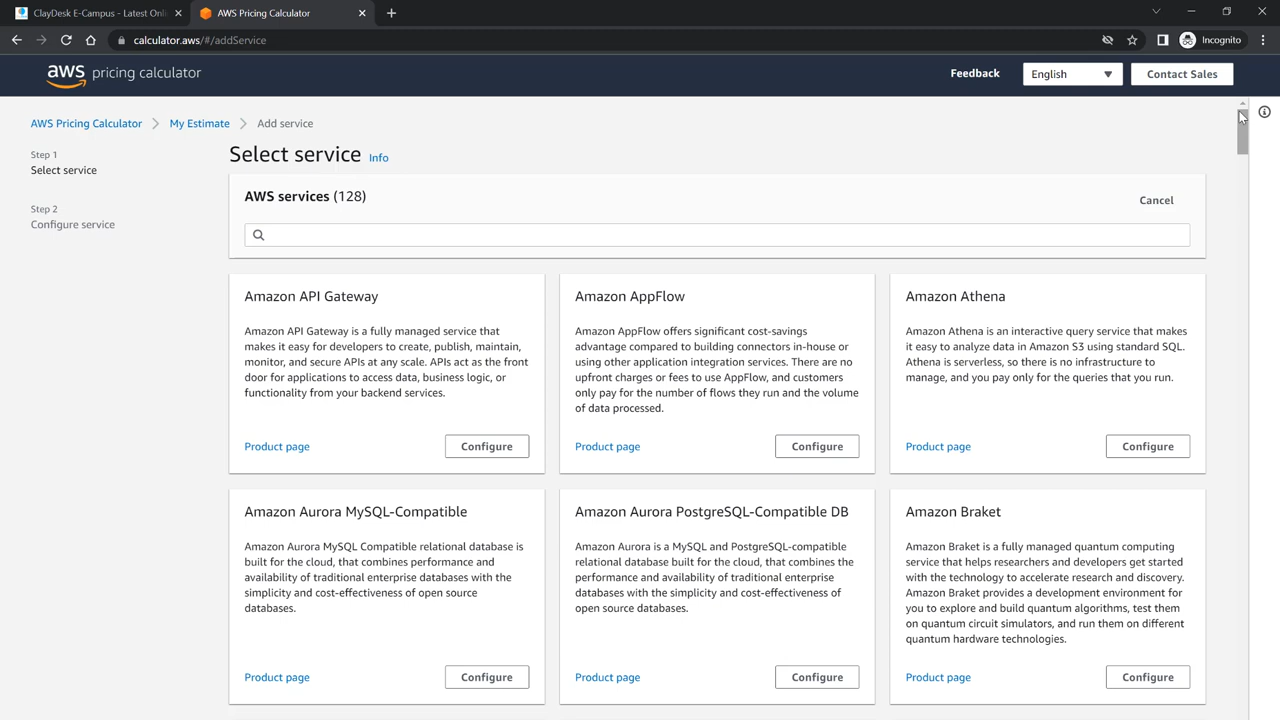 ClayDesk E-Campus - Latest Onli
AWS Pricing Calculator
calculator.aws/#/addService
Incognito
aws pricing calculator
Feedback
English
Contact Sales
AWS Pricing Calculator
My Estimate
Add service
Step 1
Select service
Step 2
Configure service
Select service
Info
AWS services (128)
Cancel
Amazon API Gateway
Amazon API Gateway is a fully managed service that
makes it easy for developers to create, publish, maintain,
monitor, and secure APIs at any scale. APIs act as the front
door for applications to access data, business logic, or
functionality from your backend services.
Product page
Configure
Amazon AppFlow
Amazon AppFlow offers significant cost-savings
advantage compared to building connectors in-house or
using other application integration services. There are no
upfront charges or fees to use AppFlow, and customers
only pay for the number of flows they run and the volume
of data processed.
Product page
Configure
Amazon Athena
Amazon Athena is an interactive query service that makes
it easy to analyze data in Amazon S3 using standard SQL.
Athena is serverless, so there is no infrastructure to
manage, and you pay only for the queries that you run.
Product page
Configure
Amazon Aurora MySQL-Compatible
Amazon Aurora MySQL Compatible relational database is
built for the cloud, that combines performance and
availability of traditional enterprise databases with the
simplicity and cost-effectiveness of open source
databases.
Product page
Configure
Amazon Aurora PostgreSQL-Compatible DB
Amazon Aurora is a MySQL and PostgreSQL-compatible
relational database built for the cloud, that combines the
performance and availability of traditional enterprise
databases with the simplicity and cost-effectiveness of
open source databases.
Product page
Configure
Amazon Braket
Amazon Braket is a fully managed quantum computing
service that helps researchers and developers get started
with the technology to accelerate research and discovery.
Amazon Braket provides a development environment for
you to explore and build quantum algorithms, test them
on quantum circuit simulators, and run them on different
quantum hardware technologies.
Product page
Configure